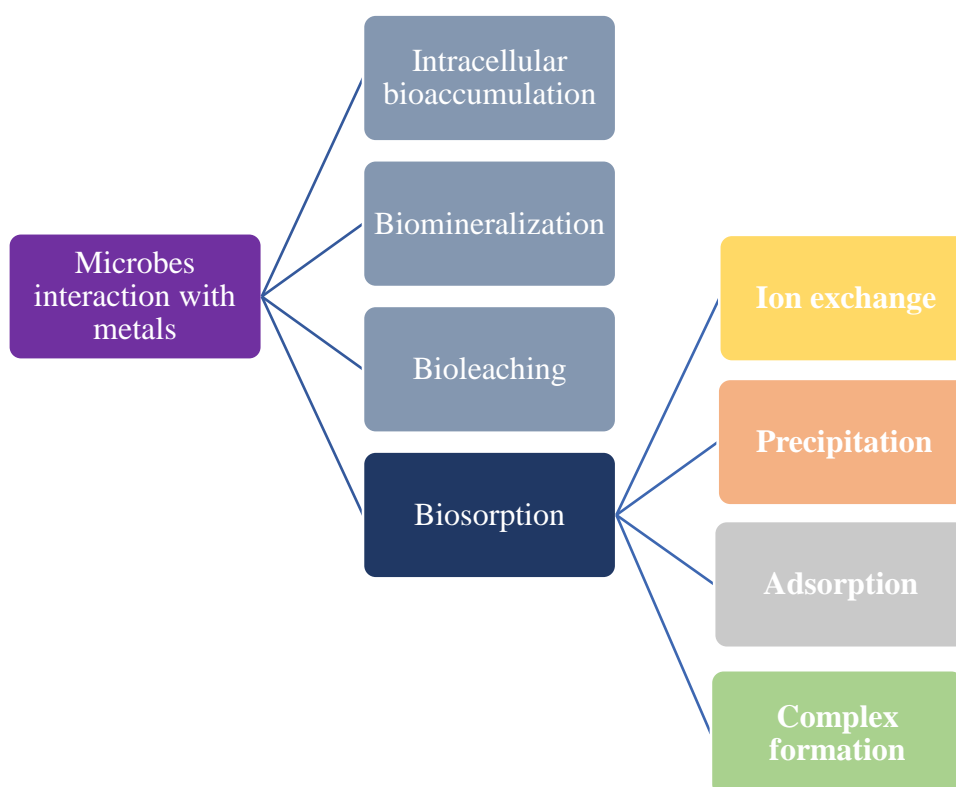 Microbes
interaction with
metals
Intracellular
bioaccumulation
Biomineralization
Bioleaching
Biosorption
Ion exchange
Precipitation
Adsorption
Complex
formation